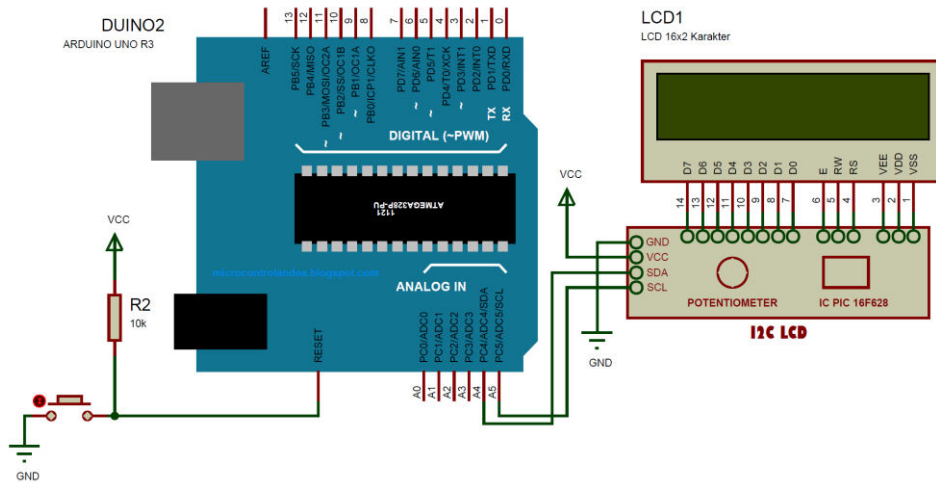 DUINO2
ARDUINO UNO R3
AREF
13
12
11
10
9
8
7
6
5
4
3
2
1
0
PB5/SCK
PB4/MISO
~ PB3/MOSI/OC2A
~ PB2/SS/OC1B
~ PB1/OC1A
PB0/ICP1/CLKO
PD7/AIN1
~ PD6/AIN0
~ PD5/T1
PD4/T0/XCK
~ PD3/INT1
PD2/INT0
TX PD1/TXD
RX PD0/RXD
DIGITAL (~PWM)
1121
ATMEGA328P-PU
microcontrolandos.blogspot.com
ANALOG IN
RESET
PC0/ADC0
PC1/ADC1
PC2/ADC2
PC3/ADC3
PC4/ADC4/SDA
PC5/ADC5/SCL
A0
A1
A2
A3
A4
A5
VCC
R2
10k
GND
LCD1
LCD 16x2 Karakter
D7
D6
D5
D4
D3
D2
D1
D0
E
RW
RS
VEE
VDD
VSS
14
13
12
11
10
9
8
7
6
5
4
3
2
1
VCC
GND
GND
VCC
SDA
SCL
POTENTIOMETER
IC PIC 16F628
I2C LCD